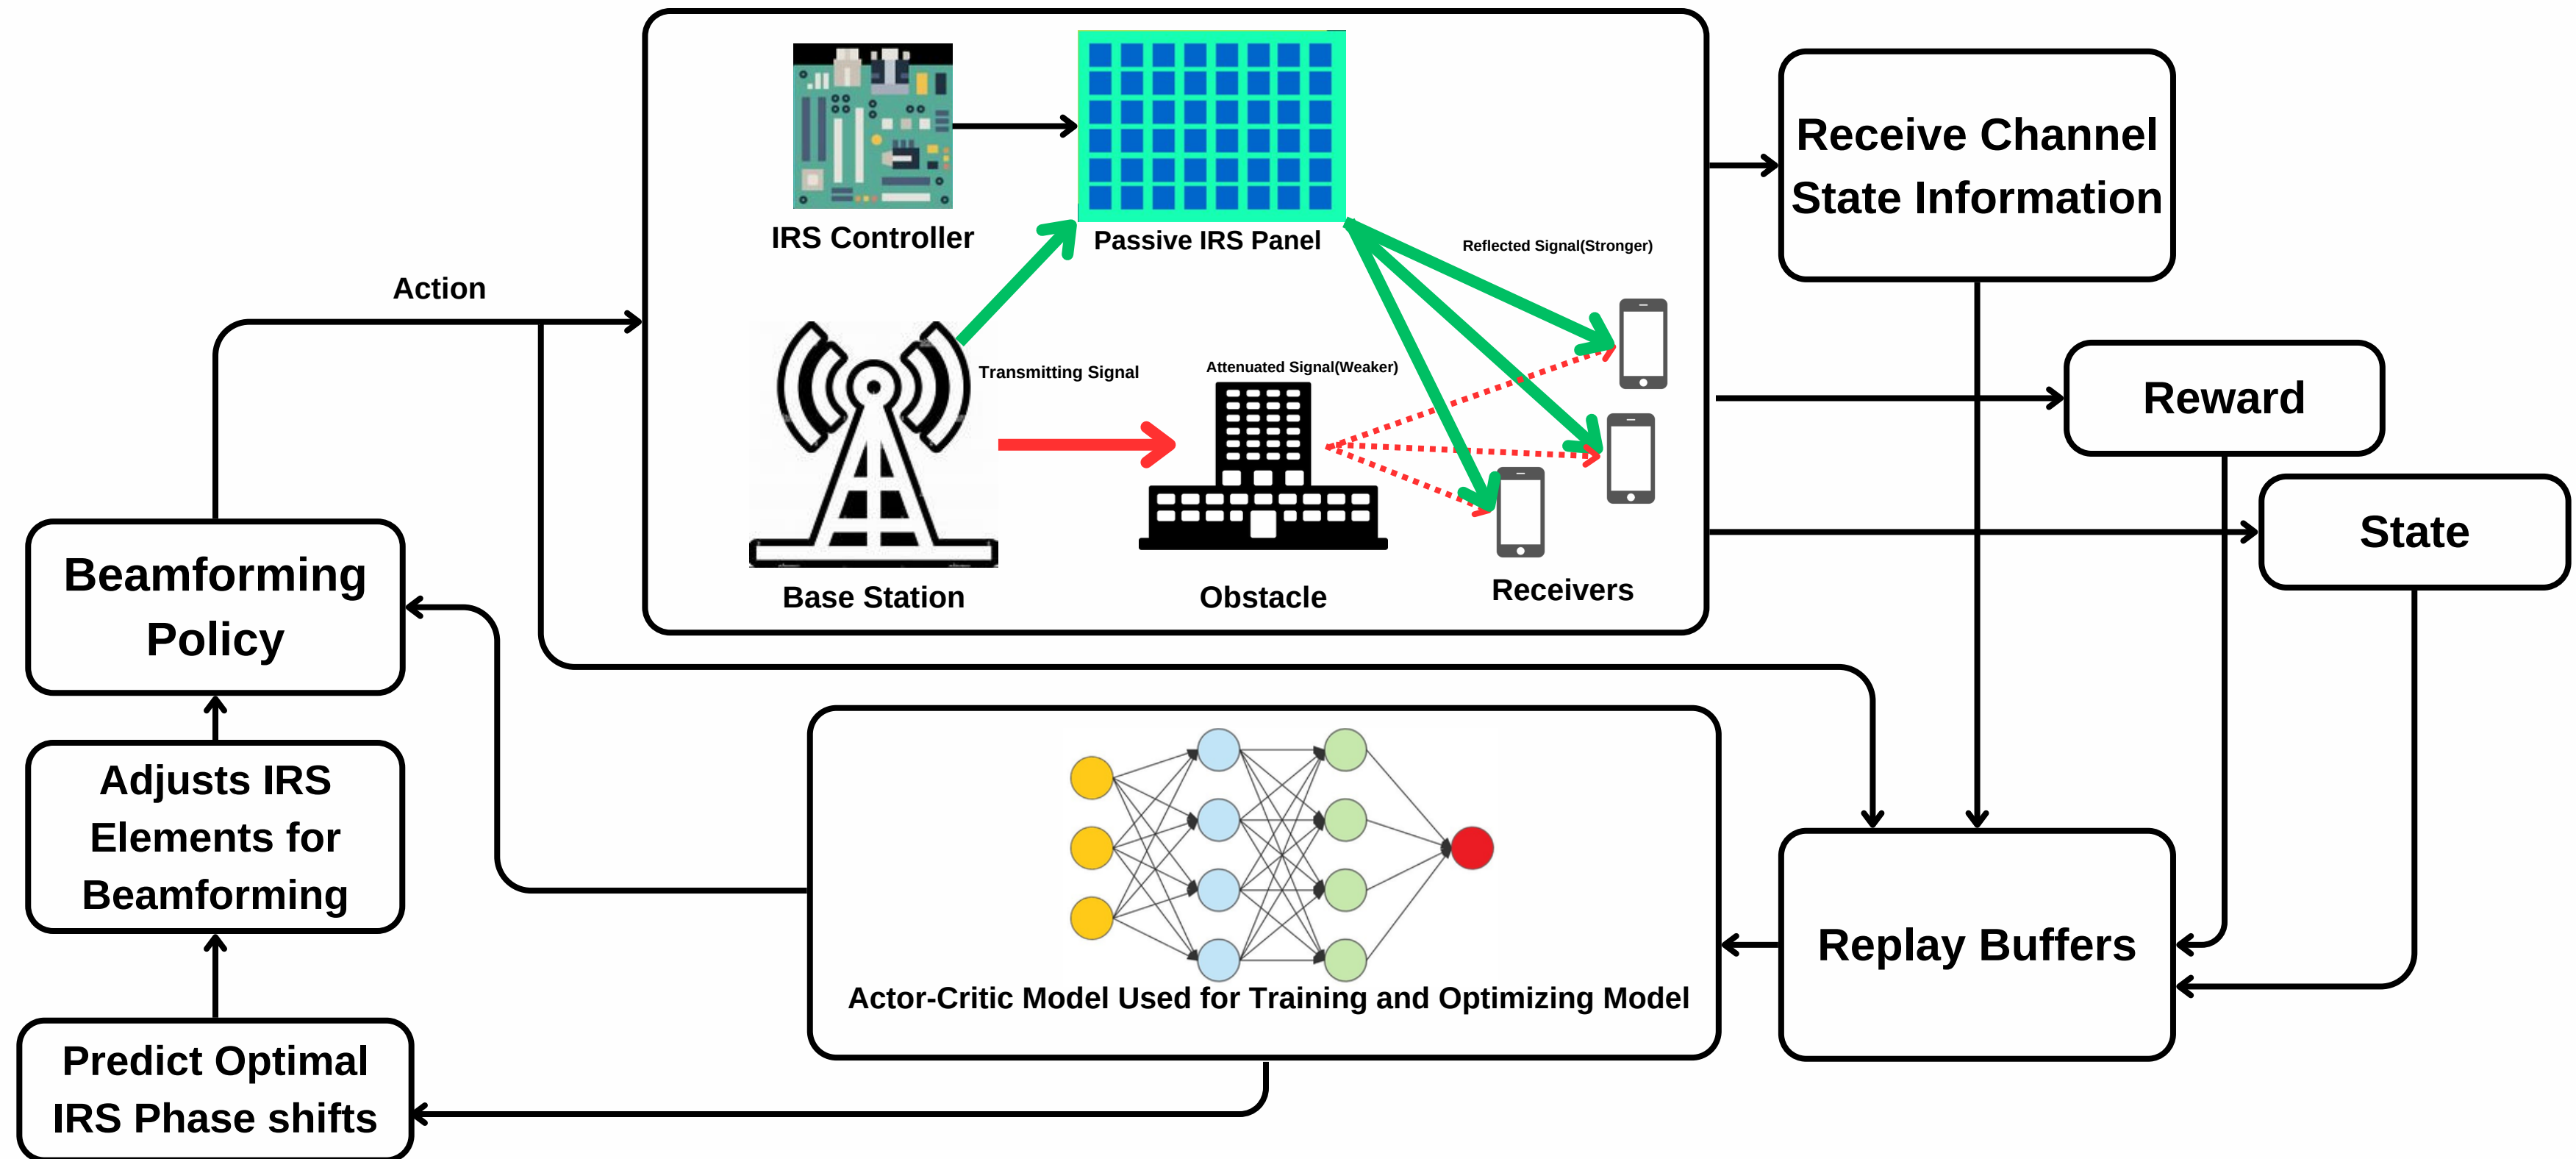 IRS Controller
Passive IRS Panel
Reflected Signal(Stronger)
Transmitting Signal
Attenuated Signal(Weaker)
Base Station
Obstacle
Receivers
Receive Channel
State Information
Action
Reward
State
Beamforming
Policy
Adjusts IRS
Elements for
Beamforming
Predict Optimal
IRS Phase shifts
Actor-Critic Model Used for Training and Optimizing Model
Replay Buffers